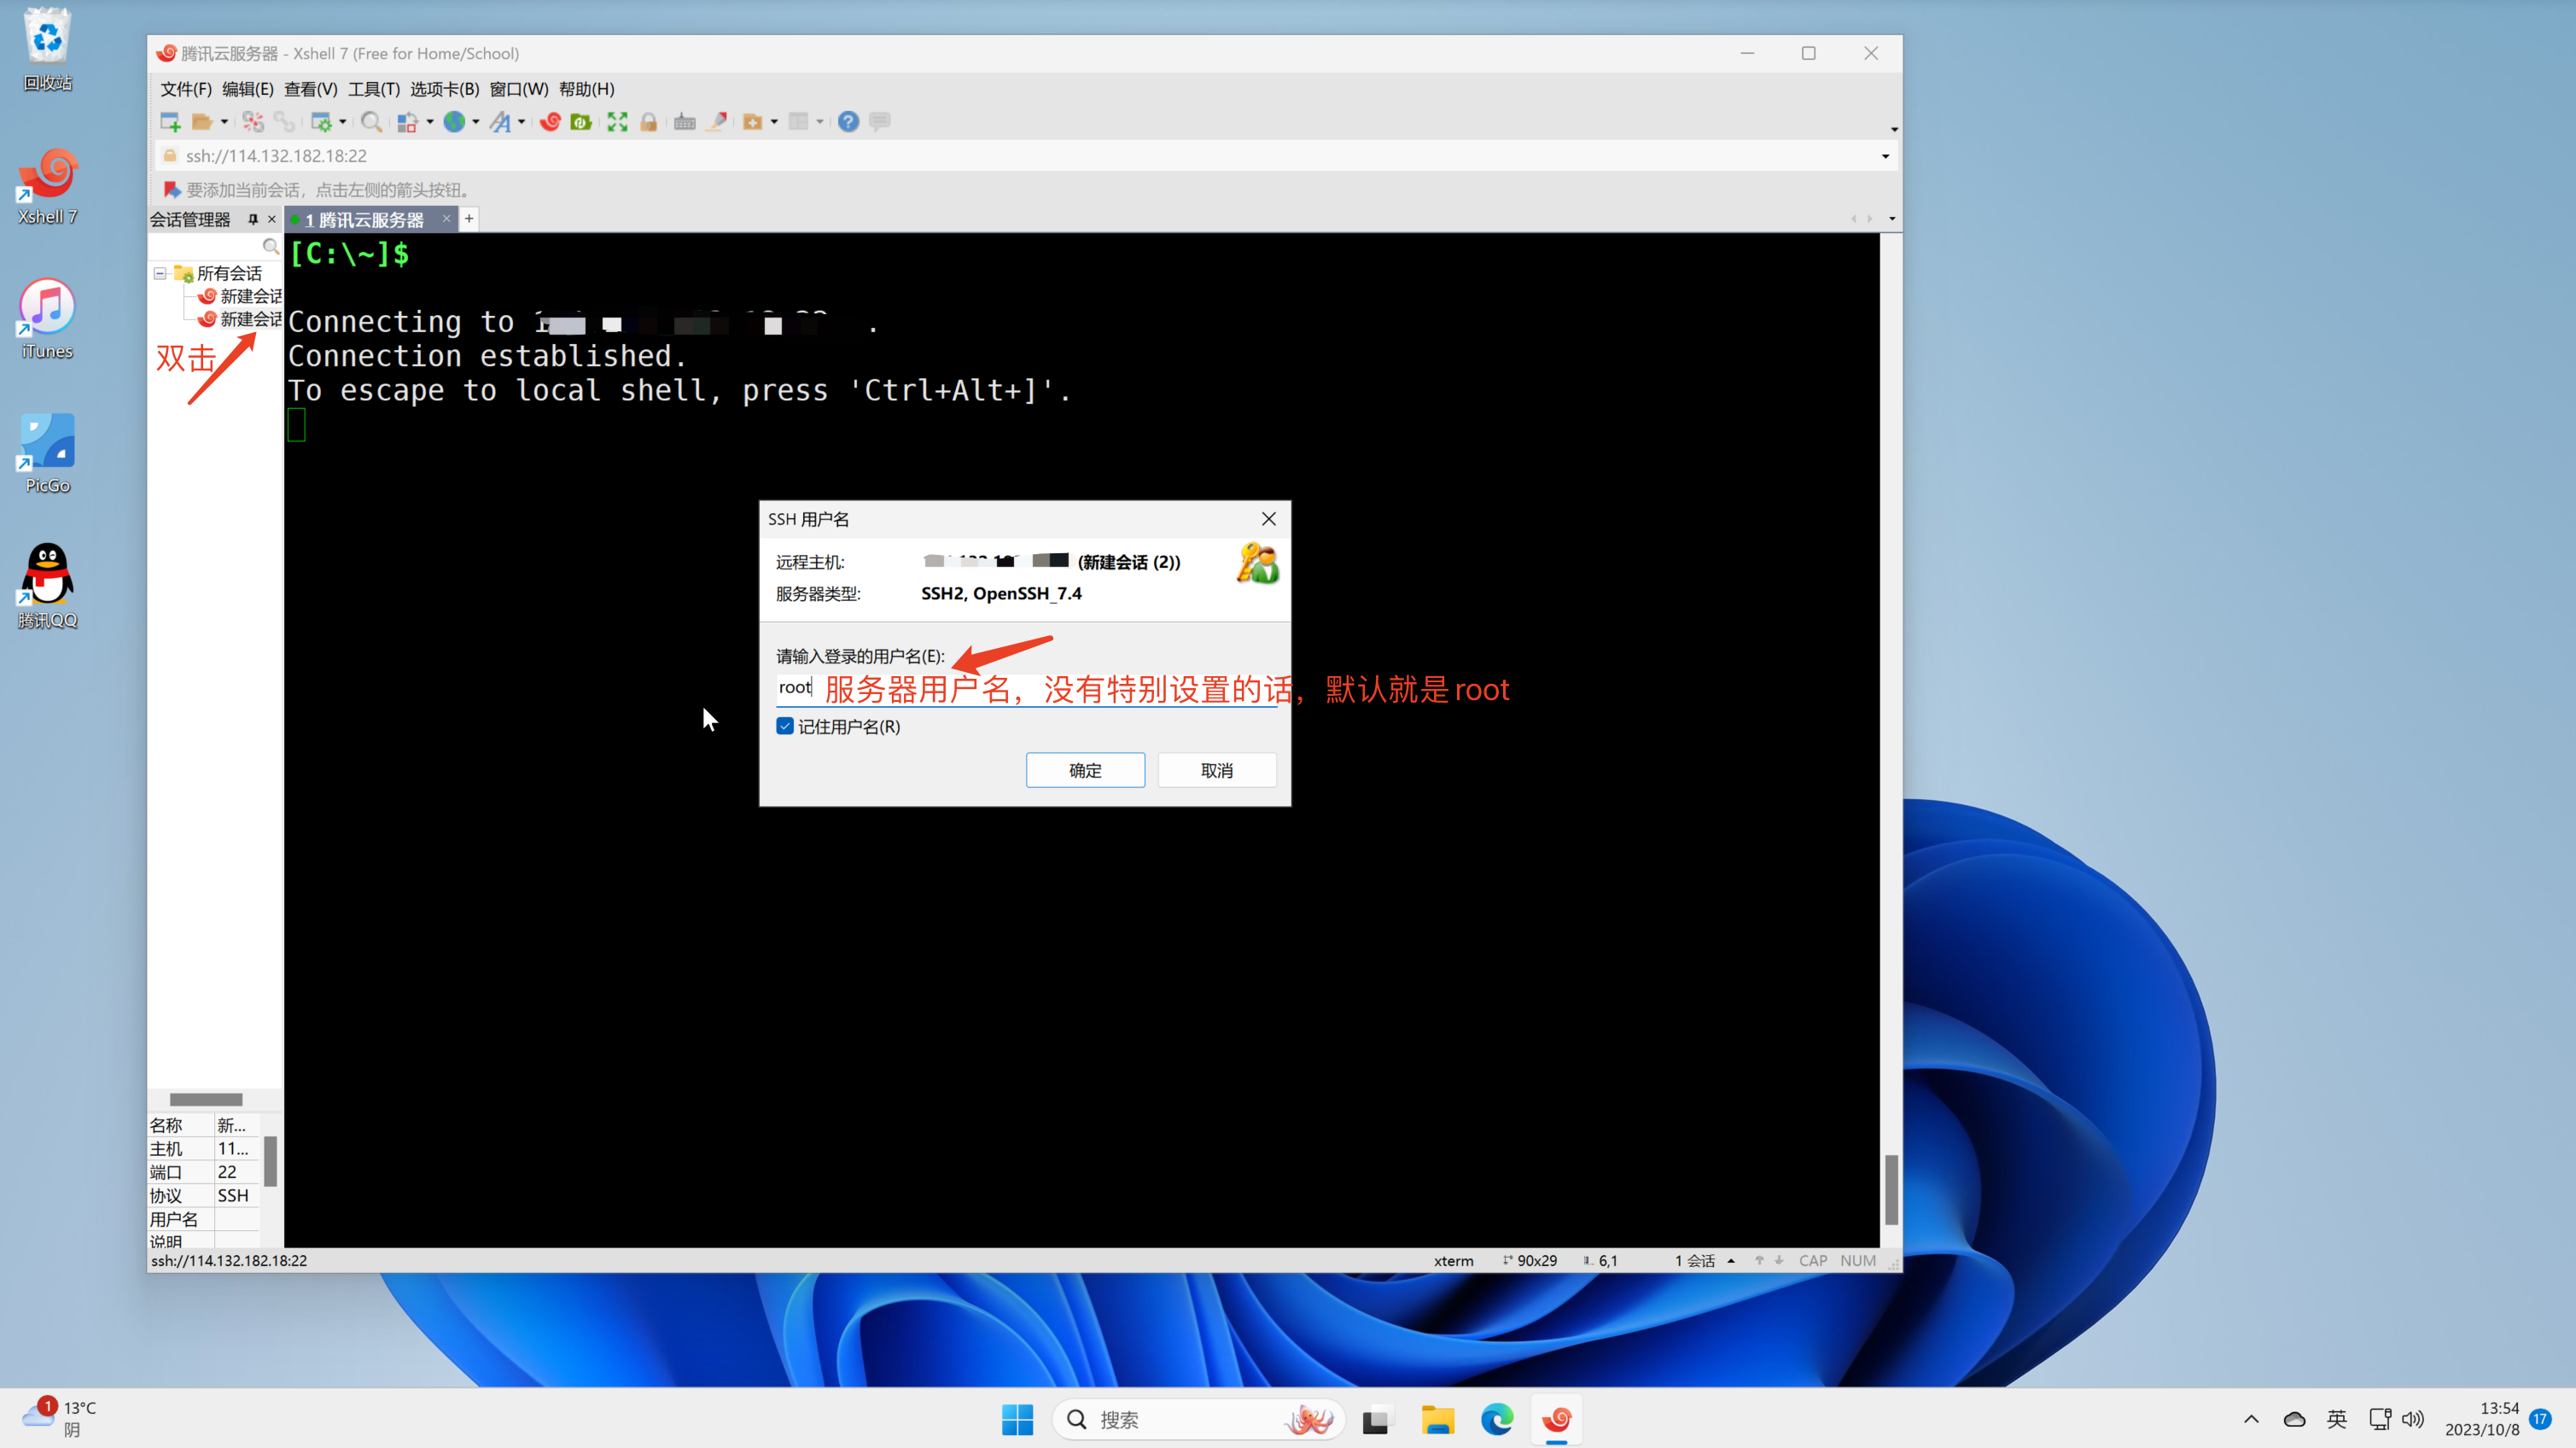 回收站
Xshell 7
iTunes
PicGo
腾讯QQ
腾讯云服务器 - Xshell 7 (Free for Home/School)
文件(F) 编辑(E) 查看(V) 工具(T) 选项卡(B) 窗口(W) 帮助(H)
ssh://114.132.182.18:22
要添加当前会话，点击左侧的箭头按钮。
会话管理器
1 腾讯云服务器
所有会话
新建会话
新建会话
双击
[C:\~]$
Connecting to
Connection established.
To escape to local shell, press 'Ctrl+Alt+]'.
SSH 用户名
远程主机: (新建会话 (2))
服务器类型: SSH2, OpenSSH_7.4
请输入登录的用户名(E):
root 服务器用户名，没有特别设置的话，默认就是root
记住用户名(R)
确定 取消
名称 新...
主机 11...
端口 22
协议 SSH
用户名
说明
ssh://114.132.182.18:22 xterm 90x29 6,1 1 会话 CAP NUM
1 13°C
阴
搜索
英
13:54
2023/10/8
17